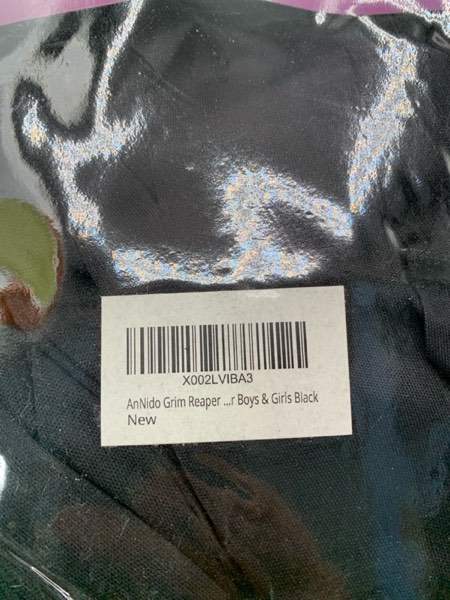 X002LVIBA3
AnNido Grim Reaper ...r Boys & Girls Black
New